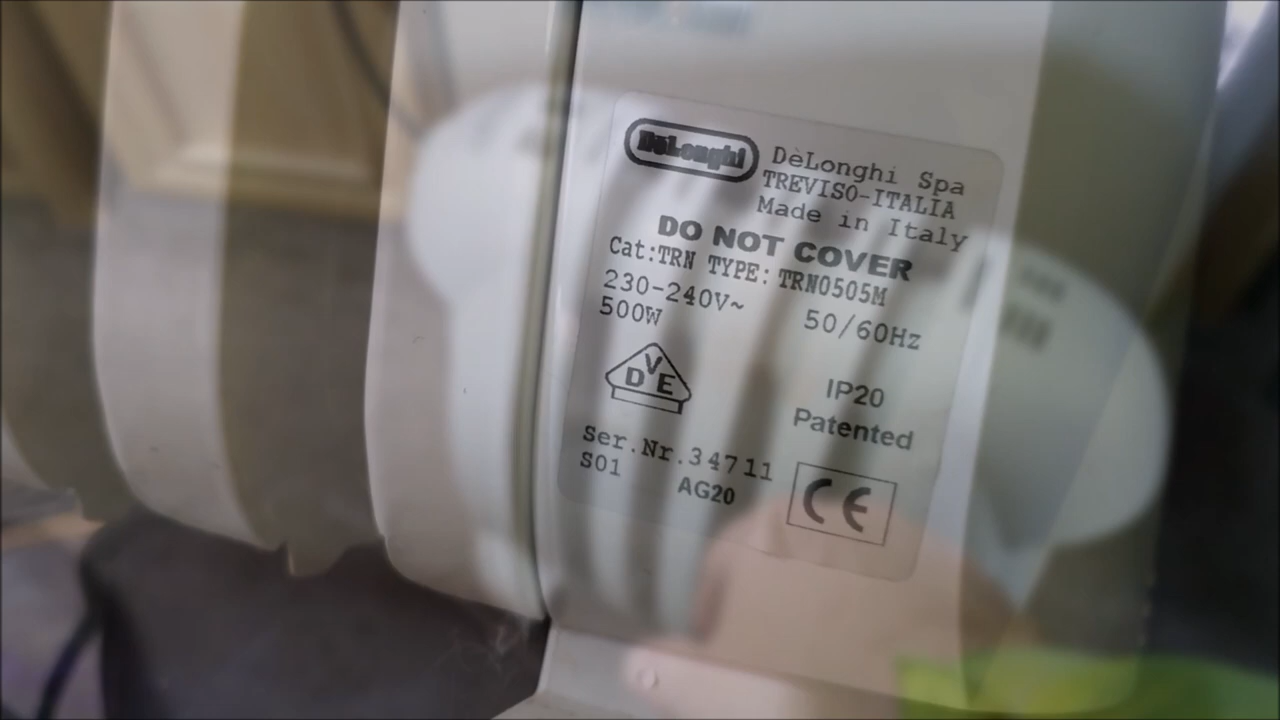 DeLonghi
DèLonghi Spa
TREVISO-ITALIA
Made in Italy
DO NOT COVER
Cat:TRN TYPE: TRN0505M
230-240V~ 50/60Hz
500W
DVE
IP20
Patented
Ser.Nr.34711
S01 AG20
CE